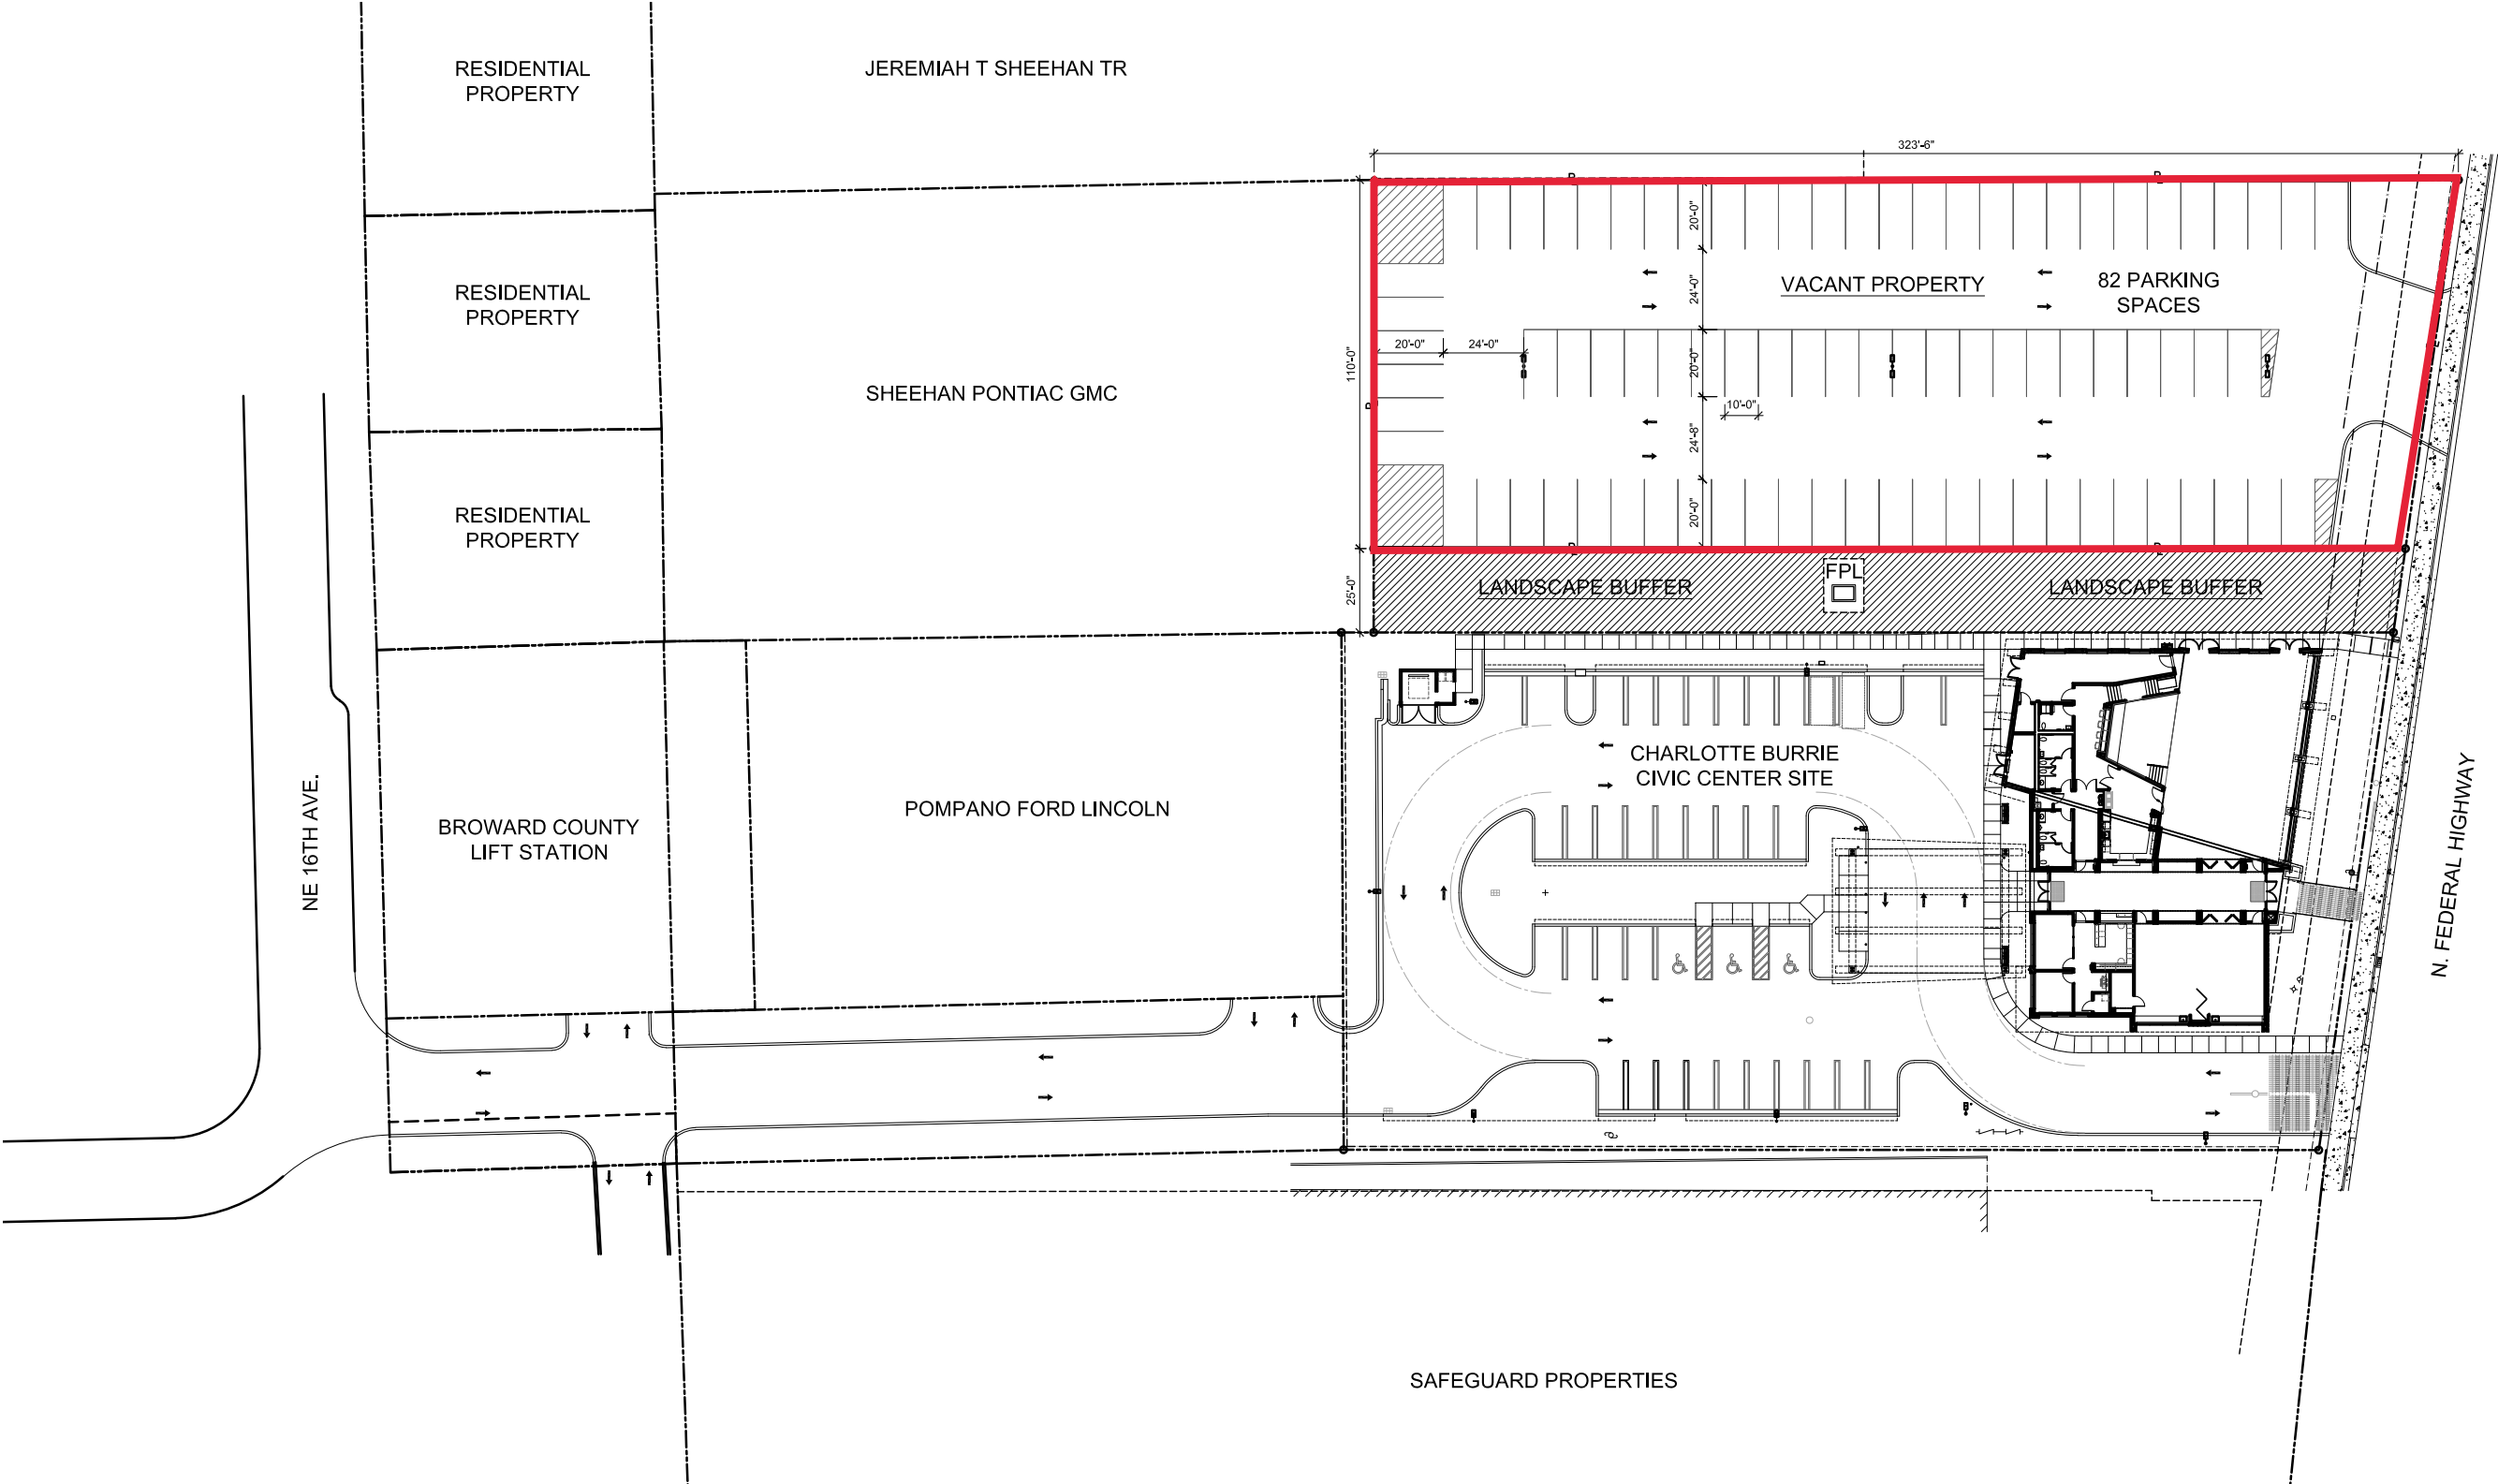 RESIDENTIAL
PROPERTY
JEREMIAH T SHEEHAN TR
323'-6"
RESIDENTIAL
PROPERTY
SHEEHAN PONTIAC GMC
RESIDENTIAL
PROPERTY
110'-0"
25'-0"
20'-0"
24'-0"
20'-0"
24'-8"
20'-0"
20'-0"
24'-0"
10'-0"
VACANT PROPERTY
82 PARKING
SPACES
LANDSCAPE BUFFER
FPL
LANDSCAPE BUFFER
NE 16TH AVE.
BROWARD COUNTY
LIFT STATION
POMPANO FORD LINCOLN
CHARLOTTE BURRIE
CIVIC CENTER SITE
N. FEDERAL HIGHWAY
SAFEGUARD PROPERTIES